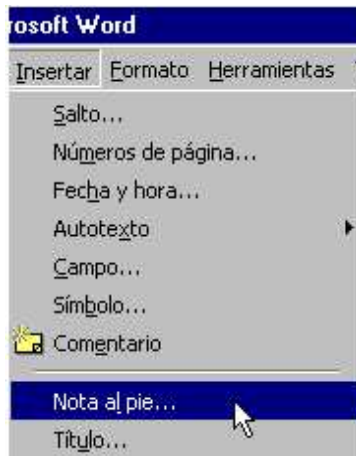 rosoft Word
Insertar Formato Herramientas
Salto...
Números de página...
Fecha y hora...
Autotexto
Campo...
Símbolo...
Comentario
Nota al pie...
Título...